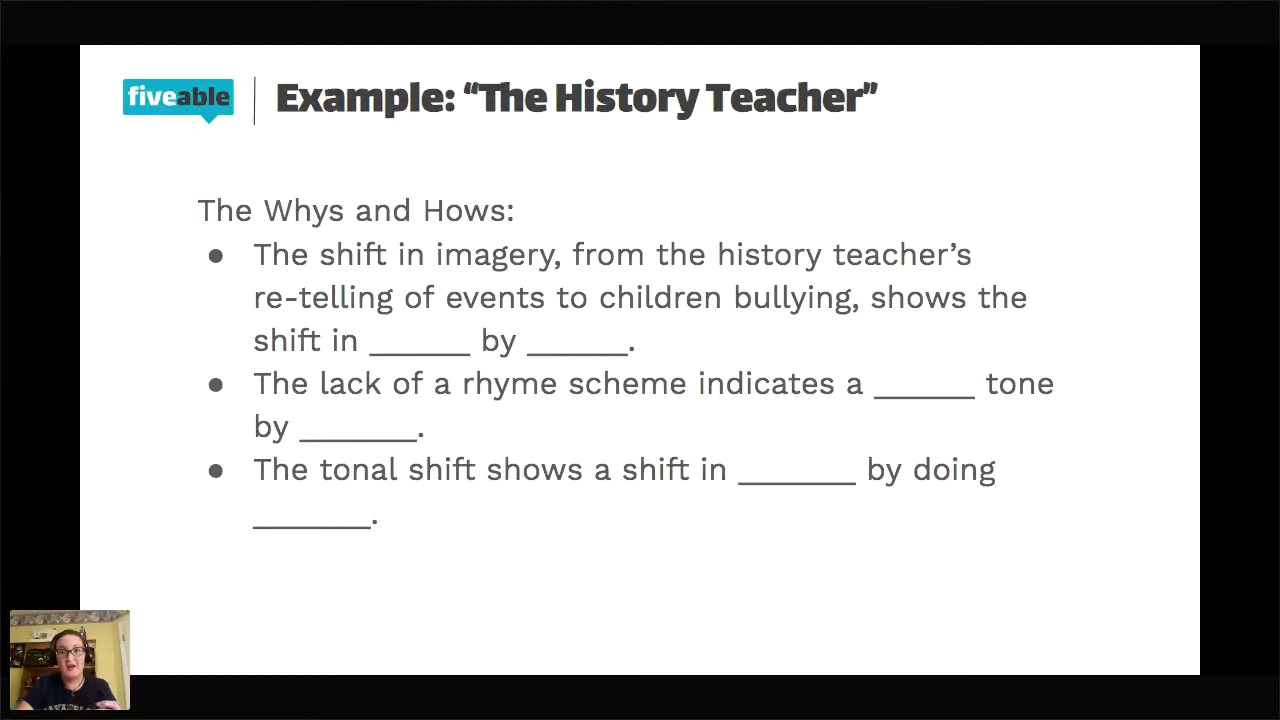 fiveable
Example: “The History Teacher”
The Whys and Hows:
● The shift in imagery, from the history teacher’s
re-telling of events to children bullying, shows the
shift in ______ by ______.
● The lack of a rhyme scheme indicates a ______ tone
by _______.
● The tonal shift shows a shift in _______ by doing
_______.